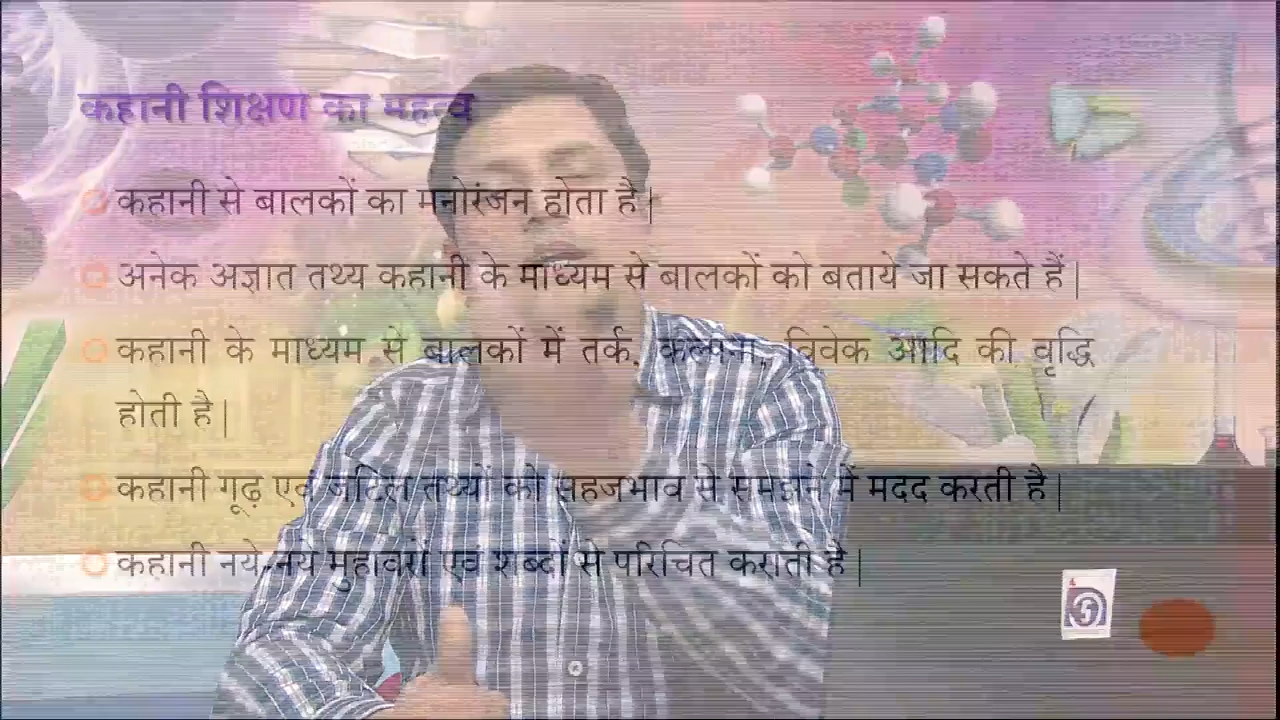 कहानी शिक्षण का महत्व
कहानी से बालकों का मनोरंजन होता है |
अनेक अज्ञात तथ्य कहानी के माध्यम से बालकों को बताये जा सकते हैं |
कहानी के माध्यम से बालकों में तर्क, कल्पना, विवेक आदि की वृद्धि
होती है |
कहानी गूढ़ एवं जटिल तथ्यों को सहजभाव से समझने में मदद करती है |
कहानी नये-नये मुहावरों एवं शब्दों से परिचित कराती है |